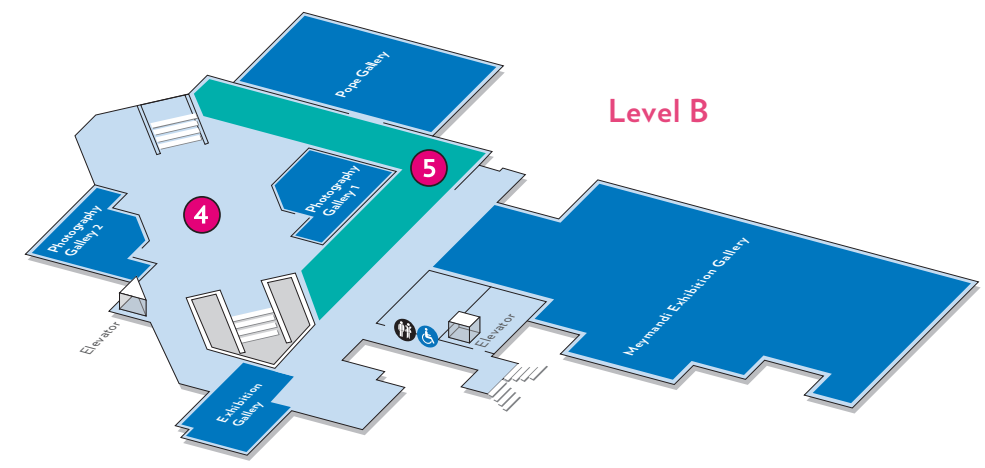 Pope Gallery
Level B
5
Photography
Gallery 1
4
Photography
Gallery 2
Meymandi Exhibition Gallery
Elevator
Elevator
Exhibition
Gallery